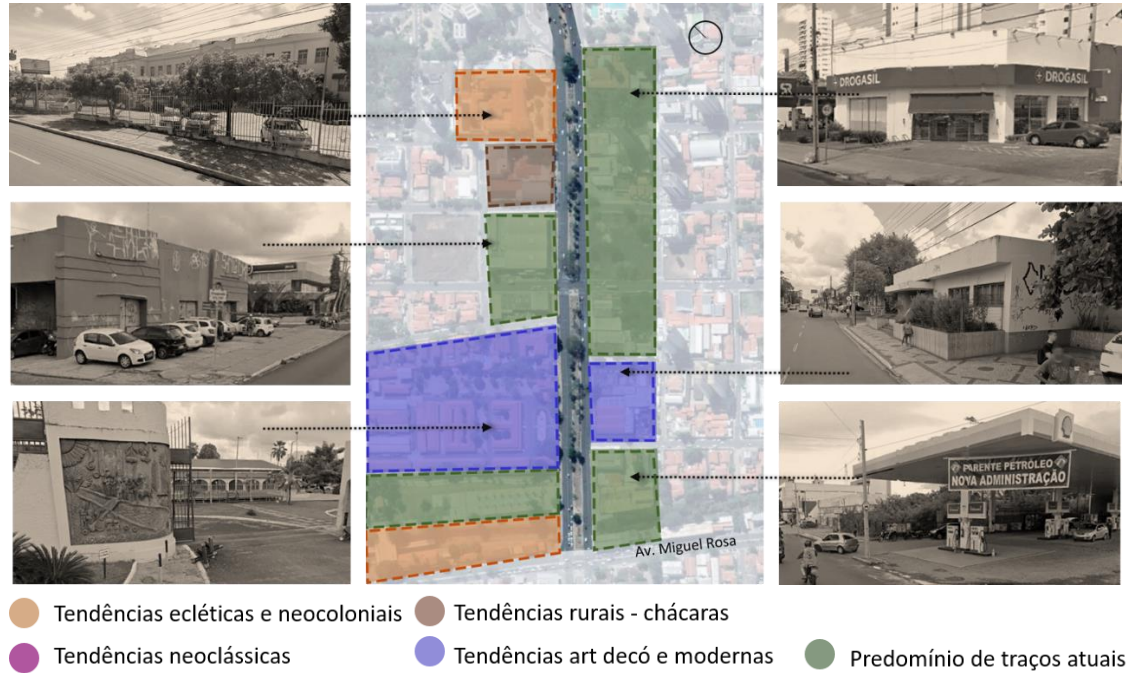 + DROGASIL
+ DROGASIL
PARENTE PETRÓLEO
NOVA ADMINISTRAÇÃO
Av. Miguel Rosa
Tendências ecléticas e neocoloniais
Tendências rurais - chácaras
Tendências neoclássicas
Tendências art decó e modernas
Predomínio de traços atuais